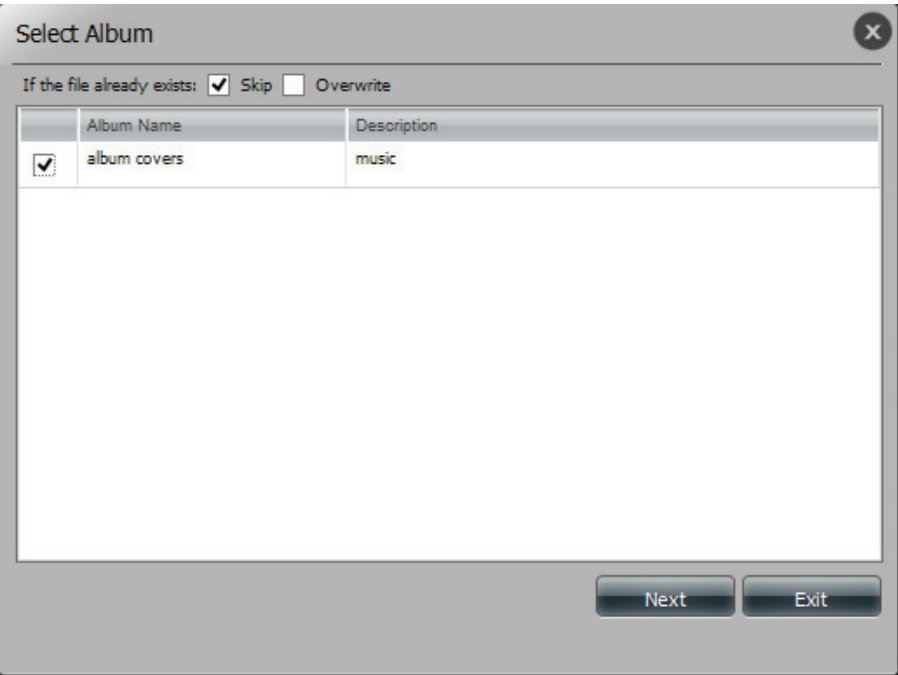 Select Album
If the file already exists: Skip Overwrite
Album Name Description
album covers music
Next Exit